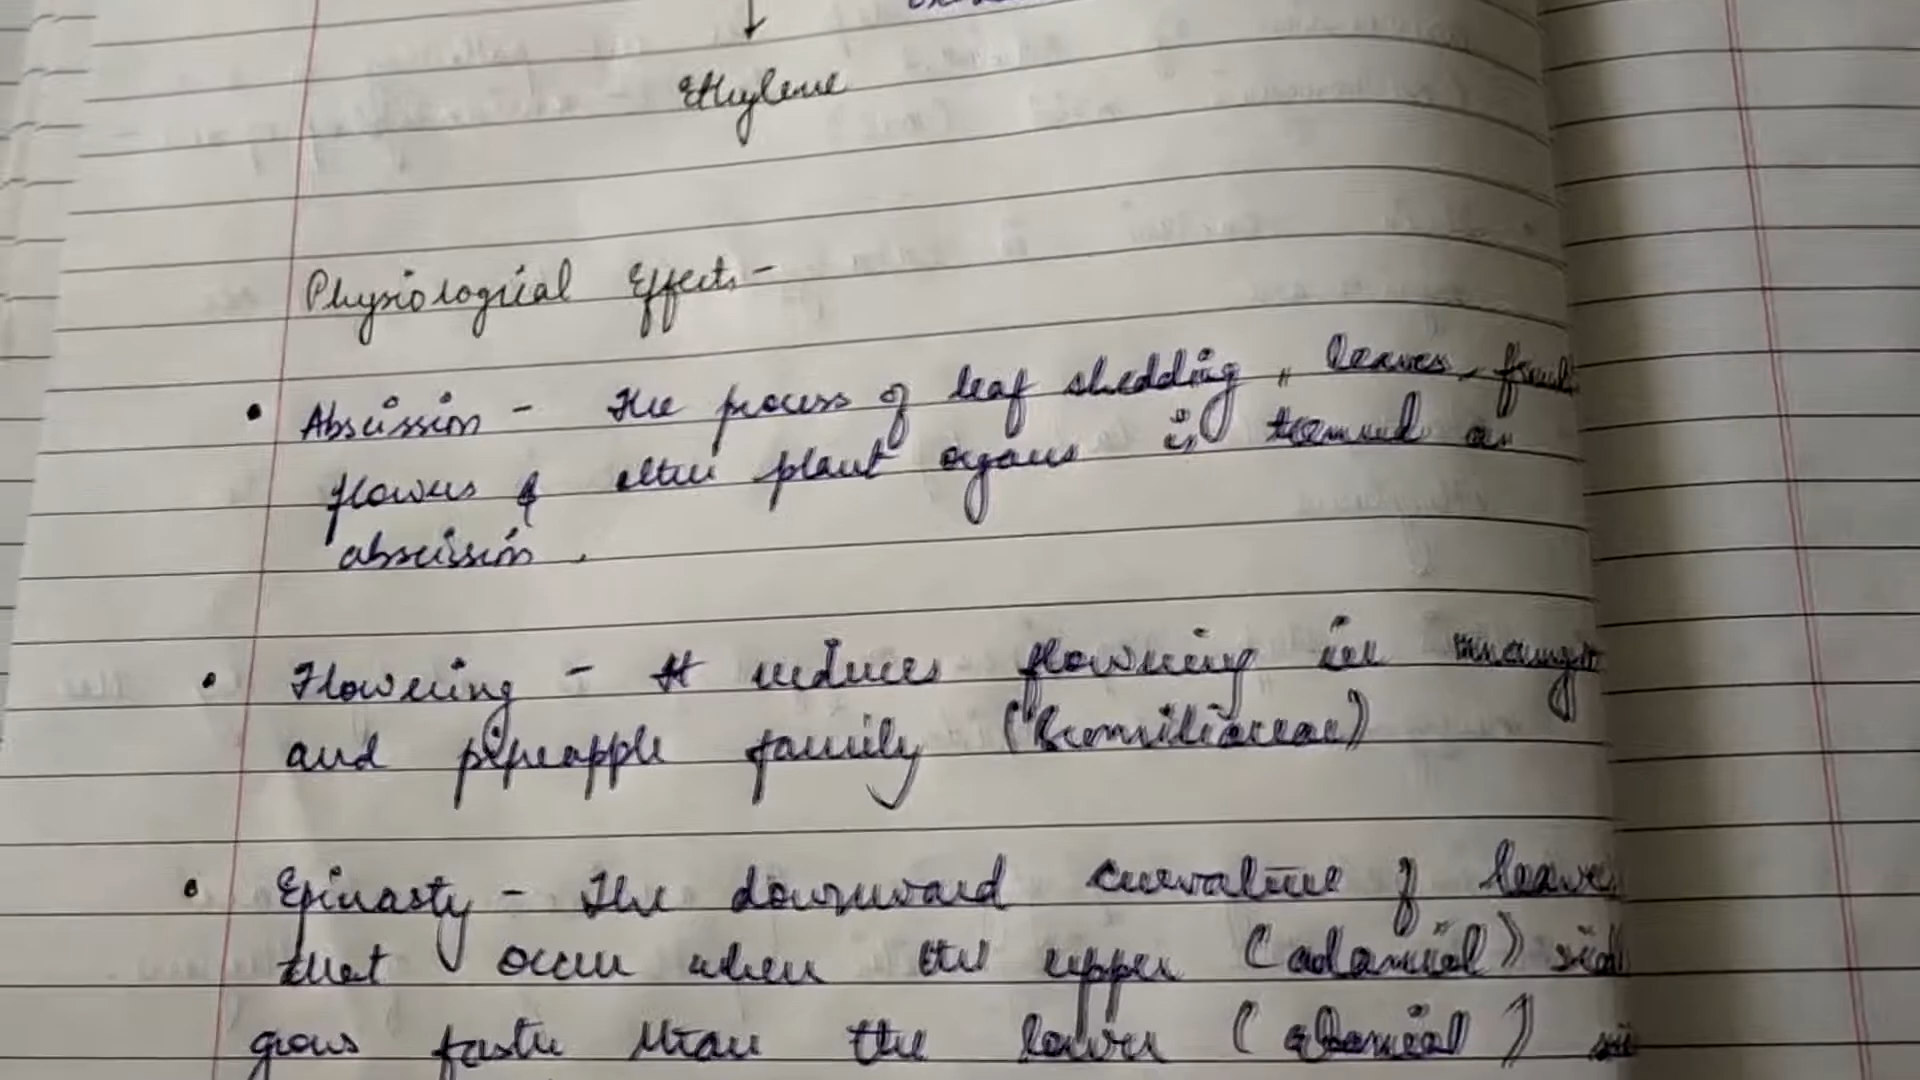 Ethylene
Physiological Effects -
• Abscission - The process of leaf shedding, leaves, fruits
flowers & other plant organs is termed as
abscission.
• Flowering - It reduces flowering in mango
and pineapple family (Bromiliaceae)
• Epinasty - The downward curvature of leaves
that occur when the upper (adaxial) side
grows faster than the lower (abaxial)